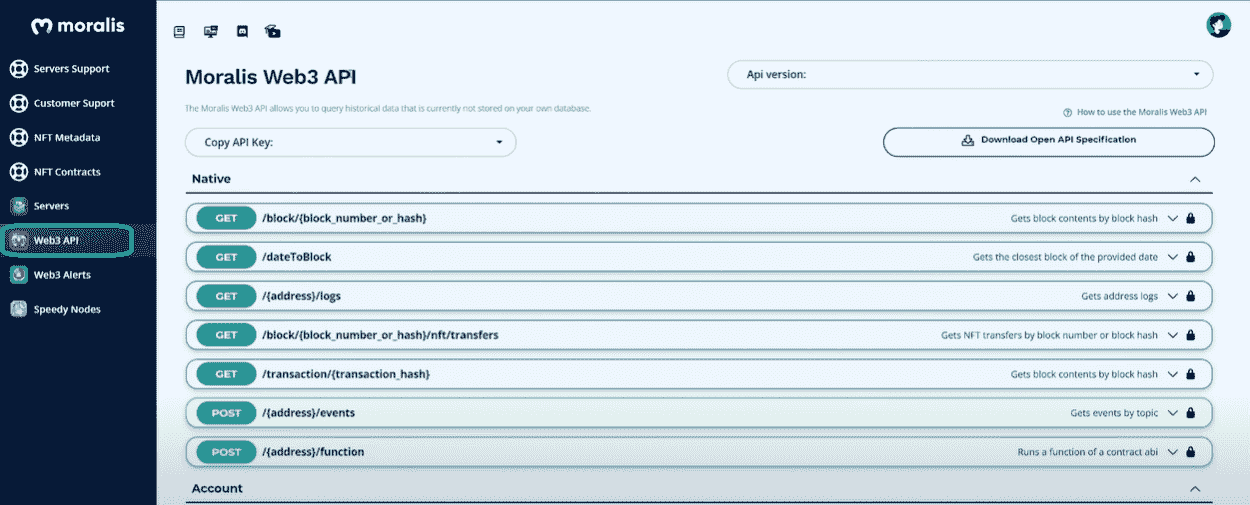 moralis
Servers Support
Customer Suport
NFT Metadata
NFT Contracts
Servers
Web3 API
Web3 Alerts
Speedy Nodes
Moralis Web3 API
Api version:
The Moralis Web3 API allows you to query historical data that is currently not stored on your own database.
How to use the Moralis Web3 API
Copy API Key:
Download Open API Specification
Native
GET /block/{block_number_or_hash} Gets block contents by block hash
GET /dateToBlock Gets the closest block of the provided date
GET /{address}/logs Gets address logs
GET /block/{block_number_or_hash}/nft/transfers Gets NFT transfers by block number or block hash
GET /transaction/{transaction_hash} Gets block contents by block hash
POST /{address}/events Gets events by topic
POST /{address}/function Runs a function of a contract abi
Account